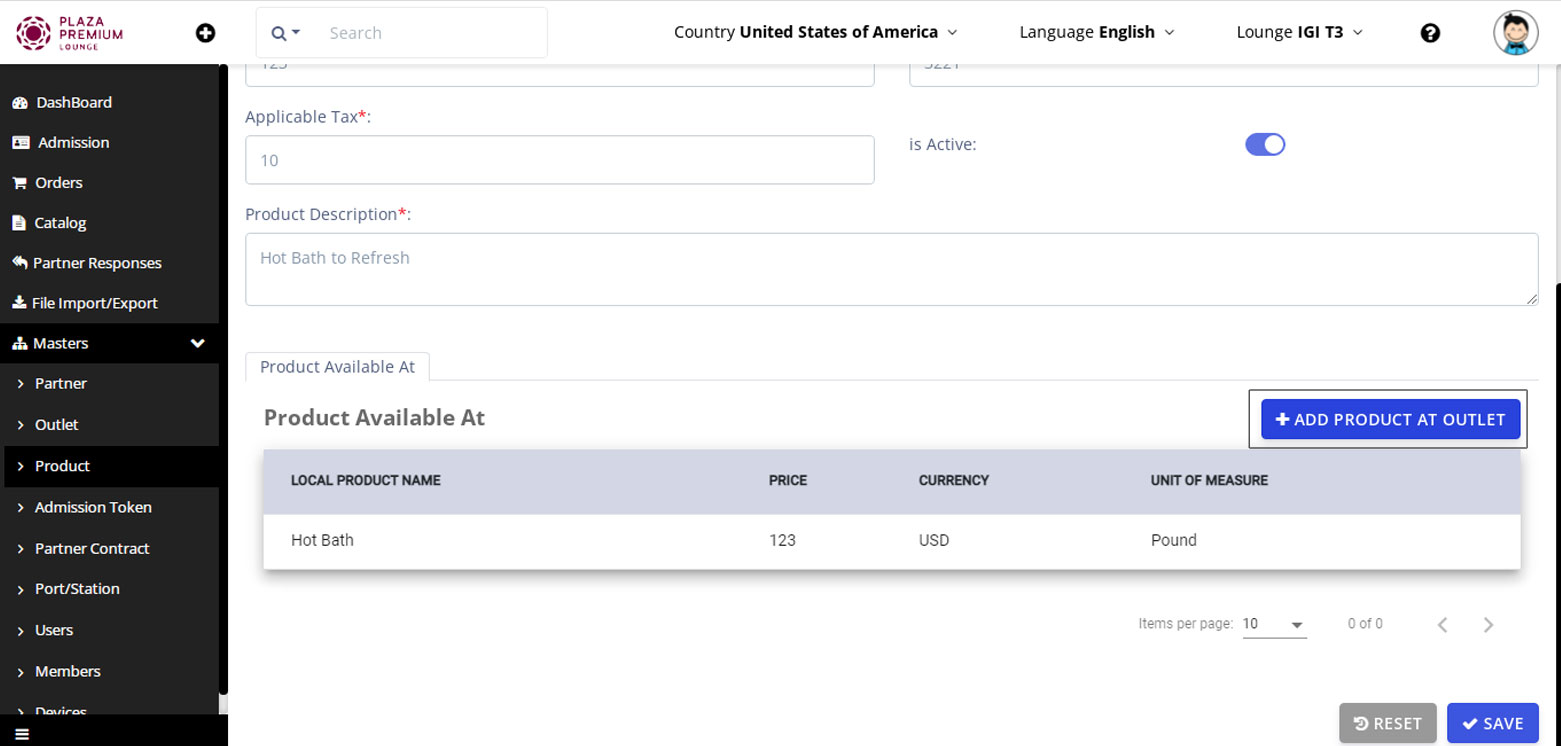 PLAZA
PREMIUM
LOUNGE
Search
Country United States of America
Language English
Lounge IGI T3
DashBoard
Admission
Orders
Catalog
Partner Responses
File Import/Export
Masters
Partner
Outlet
Product
Admission Token
Partner Contract
Port/Station
Users
Members
Devices
Applicable Tax*:
10
is Active:
Product Description*:
Hot Bath to Refresh
Product Available At
Product Available At
ADD PRODUCT AT OUTLET
LOCAL PRODUCT NAME PRICE CURRENCY UNIT OF MEASURE
Hot Bath 123 USD Pound
Items per page: 10 0 of 0
RESET SAVE